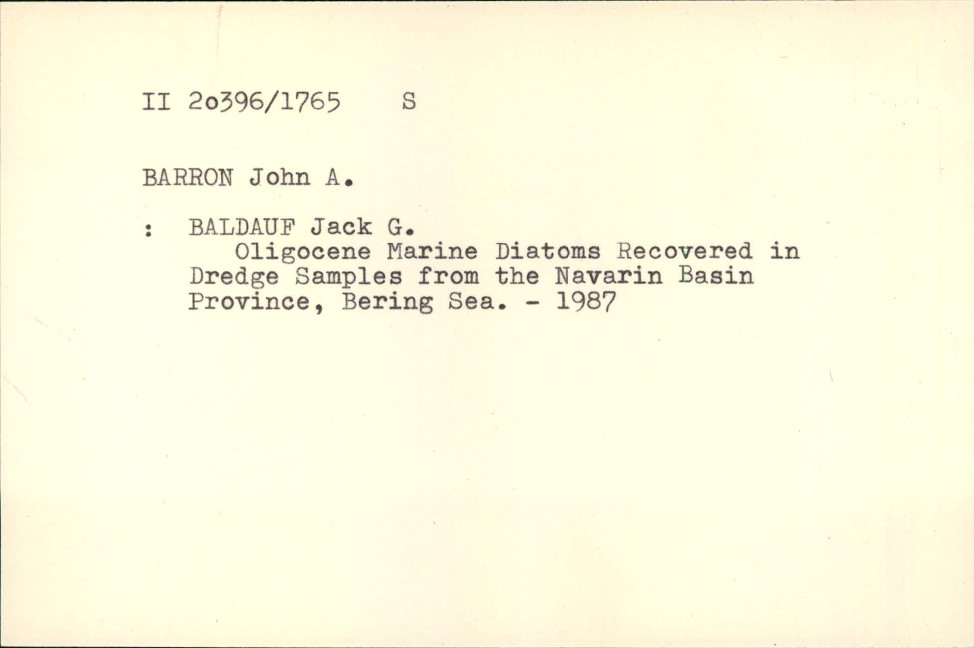 II 2o396/1765 S
BARRON John A.
: BALDAUF Jack G.
Oligocene Marine Diatoms Recovered in
Dredge Samples from the Navarin Basin
Province, Bering Sea. - 1987